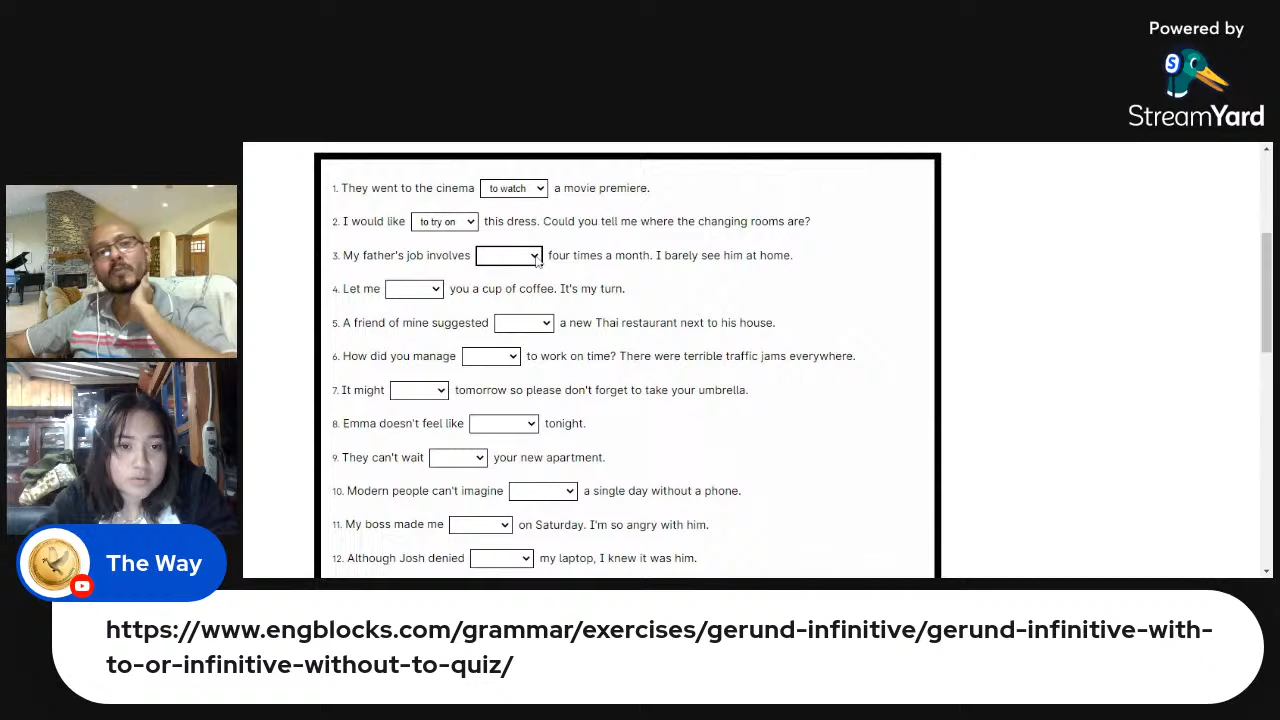 Powered by
StreamYard
1. They went to the cinema to watch a movie premiere.
2. I would like to try on this dress. Could you tell me where the changing rooms are?
3. My father's job involves four times a month. I barely see him at home.
4. Let me you a cup of coffee. It's my turn.
5. A friend of mine suggested a new Thai restaurant next to his house.
6. How did you manage to work on time? There were terrible traffic jams everywhere.
7. It might tomorrow so please don't forget to take your umbrella.
8. Emma doesn't feel like tonight.
9. They can't wait your new apartment.
10. Modern people can't imagine a single day without a phone.
11. My boss made me on Saturday. I'm so angry with him.
12. Although Josh denied my laptop, I knew it was him.
The Way
https://www.engblocks.com/grammar/exercises/gerund-infinitive/gerund-infinitive-with-
to-or-infinitive-without-to-quiz/